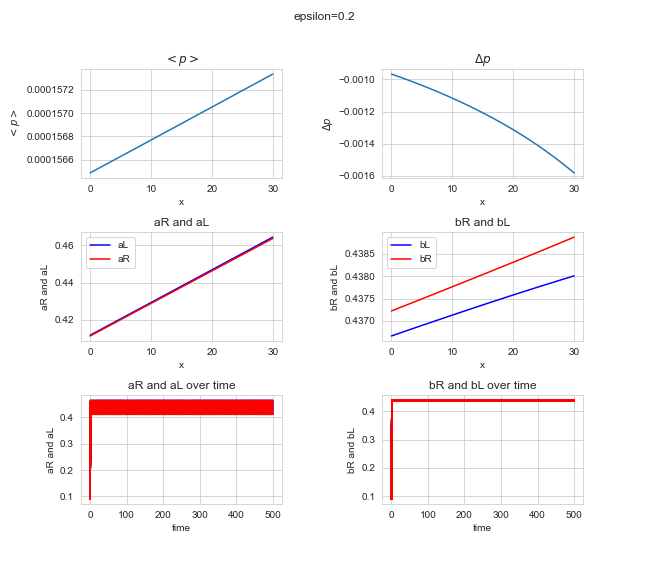 epsilon=0.2
< p >
Δp
< p >
0.0001572
0.0001570
0.0001568
0.0001566
0
10
20
30
x
Δp
−0.0010
−0.0012
−0.0014
−0.0016
0
10
20
30
x
aR and aL
bR and bL
aR and aL
0.46
0.44
0.42
aL
aR
0
10
20
30
x
bR and bL
0.4385
0.4380
0.4375
0.4370
bL
bR
0
10
20
30
x
aR and aL over time
bR and bL over time
aR and aL
0.4
0.3
0.2
0.1
0
100
200
300
400
500
time
bR and bL
0.4
0.3
0.2
0.1
0
100
200
300
400
500
time